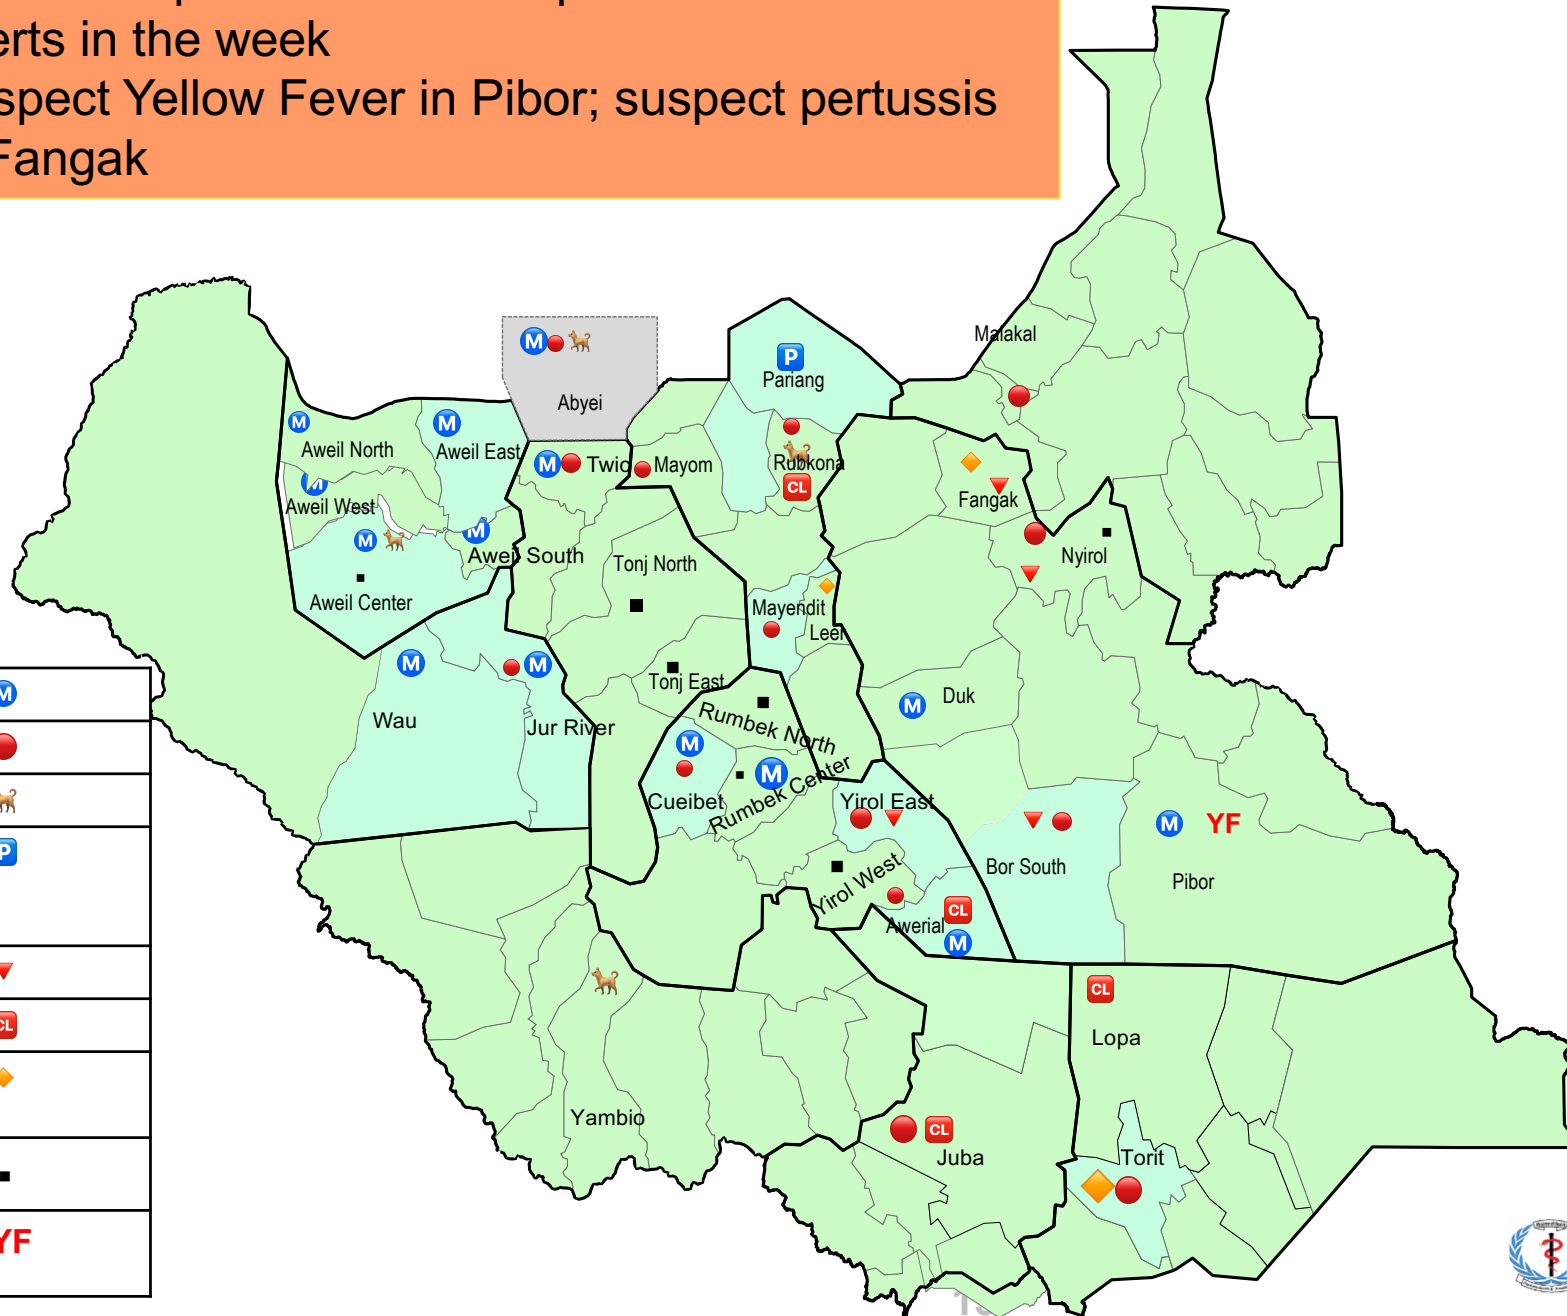 erts in the week
spect Yellow Fever in Pibor; suspect pertussis
Fangak
Malakal
M
Abyei
P
Pariang
M
Aweil North
M
Aweil East
M
Twic
Mayom
Rubkona
CL
Fangak
M
Aweil West
M
Aweil Center
M
Aweil South
Tonj North
Nyirol
Mayendit
Leer
M
Wau
M
Jur River
Tonj East
Rumbek North
M
Duk
M
Cueibet
M
Rumbek Center
Yirol East
Bor South
M
YF
Pibor
Yirol West
Awerial
CL
M
CL
Lopa
Yambio
CL
Juba
Torit
M
P
CL
YF